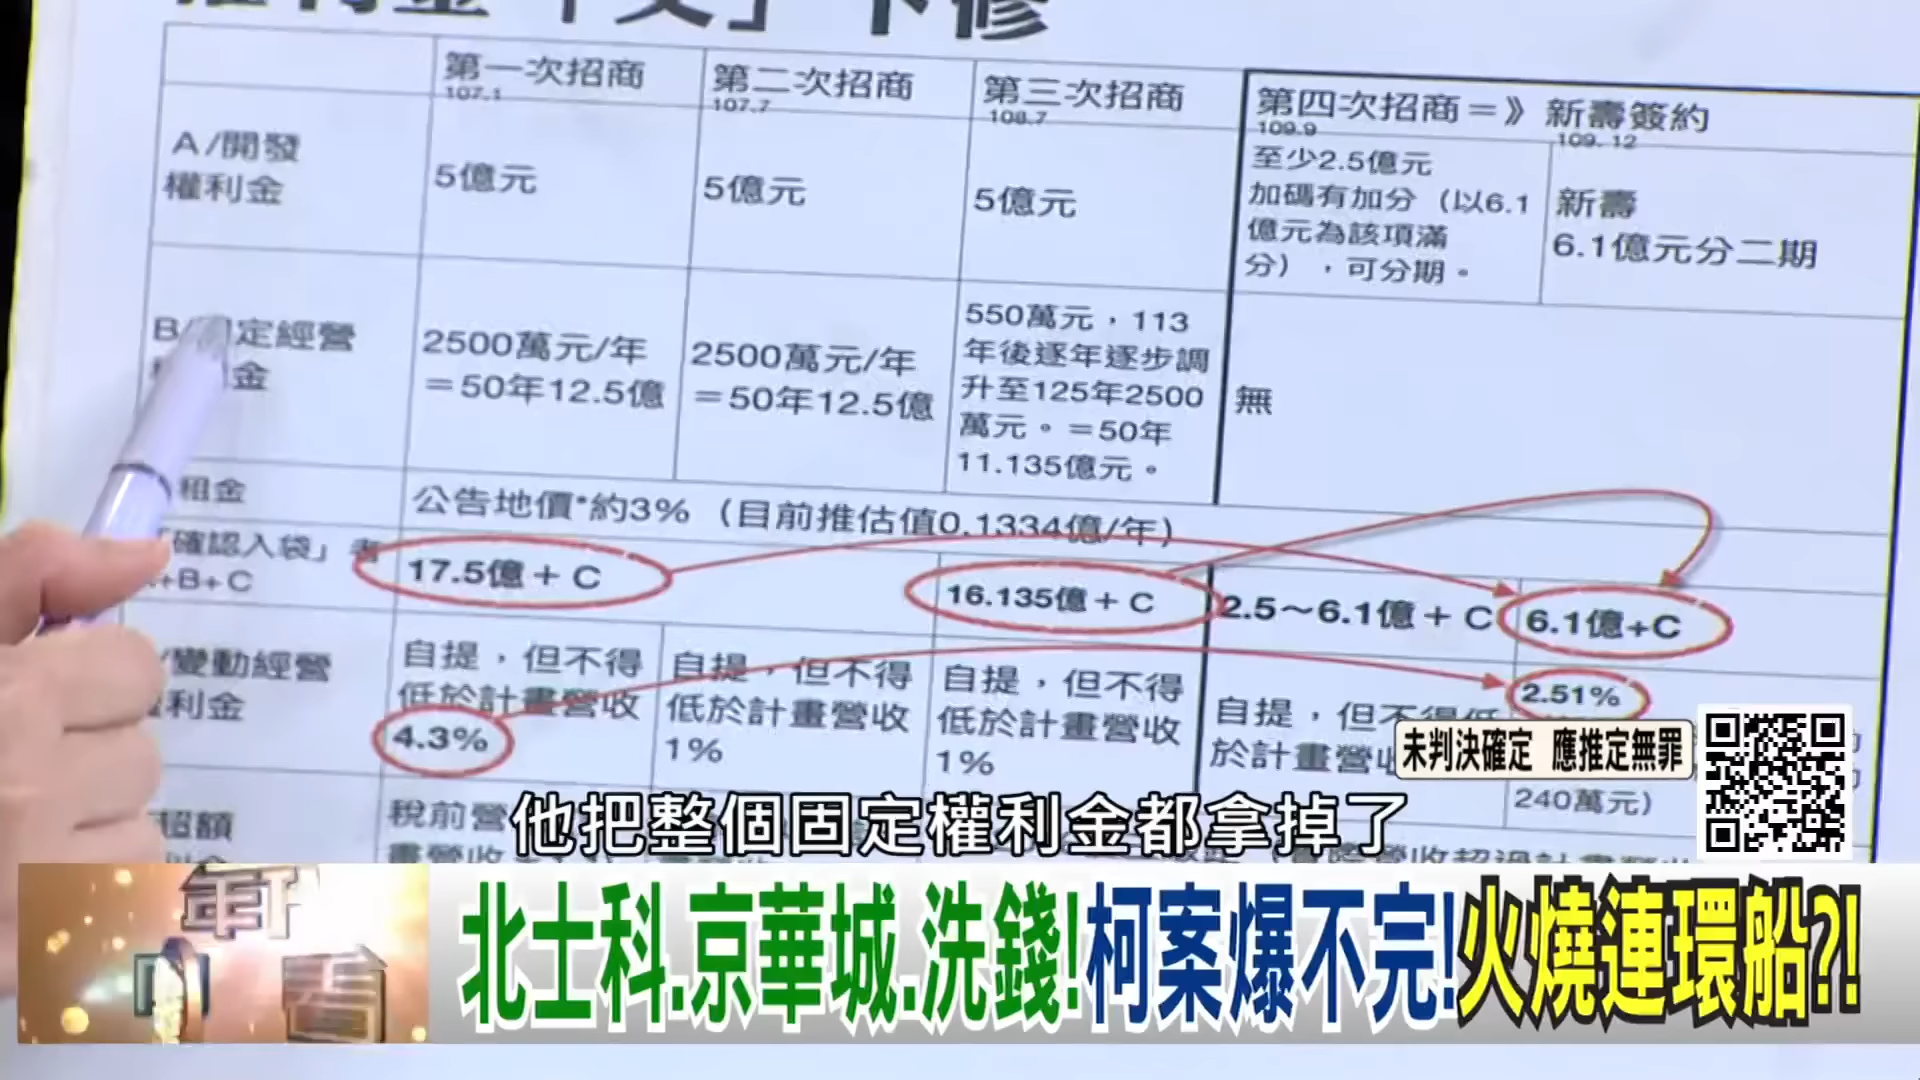 權利金「又」下修
第一次招商
107.1
第二次招商
107.7
第三次招商
108.7
第四次招商＝》新壽簽約
109.9
109.12
A/開發
權利金
5億元
5億元
5億元
至少2.5億元
加碼有加分（以6.1
億元為該項滿
分），可分期。
新壽
6.1億元分二期
定經營
金
2500萬元/年
＝50年12.5億
2500萬元/年
＝50年12.5億
550萬元，113
年後逐年逐步調
升至125年2500
萬元。＝50年
11.135億元。
無
租金
公告地價*約3%（目前推估值0.1334億/年）
「確認入袋」者
+B+C
17.5億＋C
16.135億＋C
2.5～6.1億＋C
6.1億+C
/變動經營
利金
自提，但不得
低於計畫營收
4.3%
自提，但不得
低於計畫營收
1%
自提，但不得
低於計畫營收
1%
自提，但不得低
於計畫營收
2.51%
240萬元）
未判決確定 應推定無罪
超額
稅前營
他把整個固定權利金都拿掉了
北士科.京華城.洗錢!柯案爆不完!火燒連環船?!